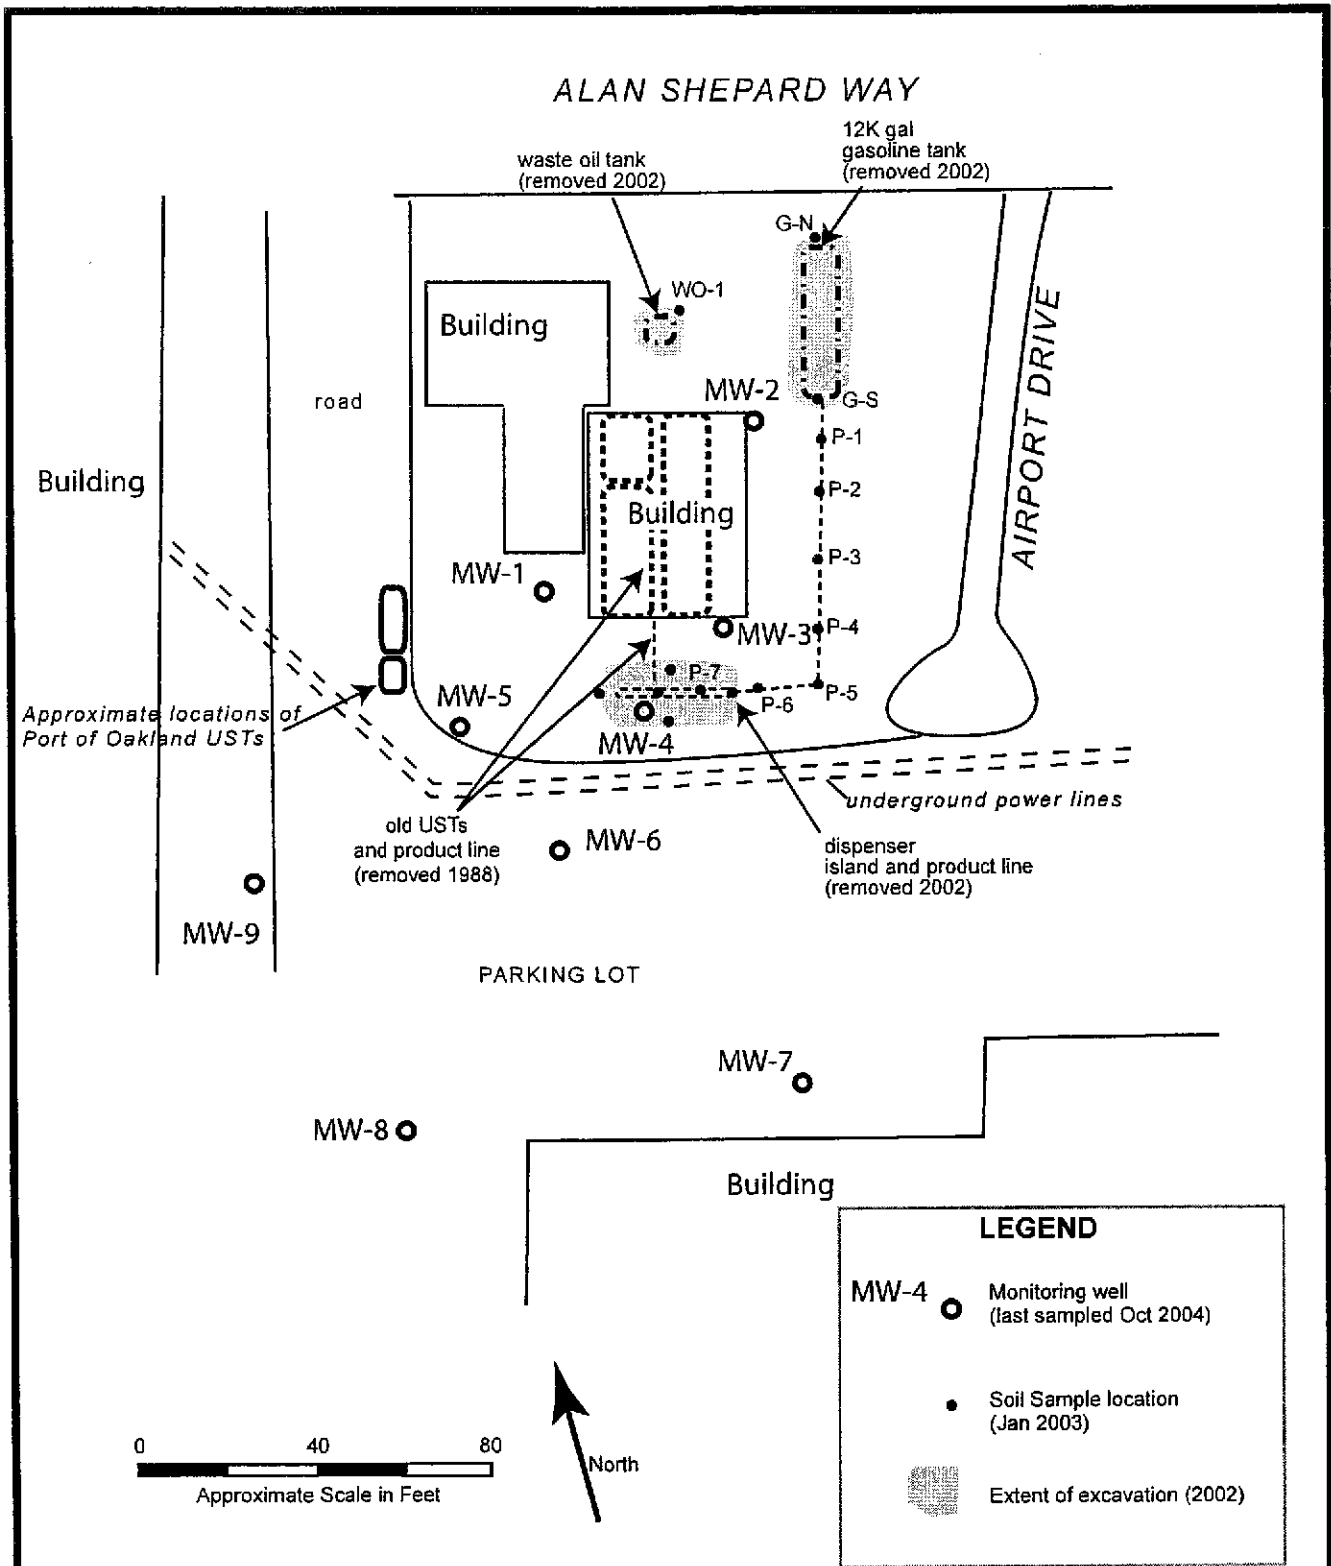 ALAN SHEPARD WAY
12K gal
gasoline tank
(removed 2002)
waste oil tank
(removed 2002)
G-N
WO-1
Building
AIRPORT DRIVE
MW-2
road
G-S
P-1
Building
P-2
Building
P-3
MW-1
P-4
MW-3
P-7
P-5
MW-5
P-6
Approximate locations of
Port of Oakland USTs
MW-4
underground power lines
old USTs
and product line
(removed 1988)
MW-6
dispenser
island and product line
(removed 2002)
MW-9
PARKING LOT
MW-7
MW-8
Building
LEGEND
MW-4
Monitoring well
(last sampled Oct 2004)
Soil Sample location
(Jan 2003)
Extent of excavation (2002)
0 40 80
Approximate Scale in Feet
North